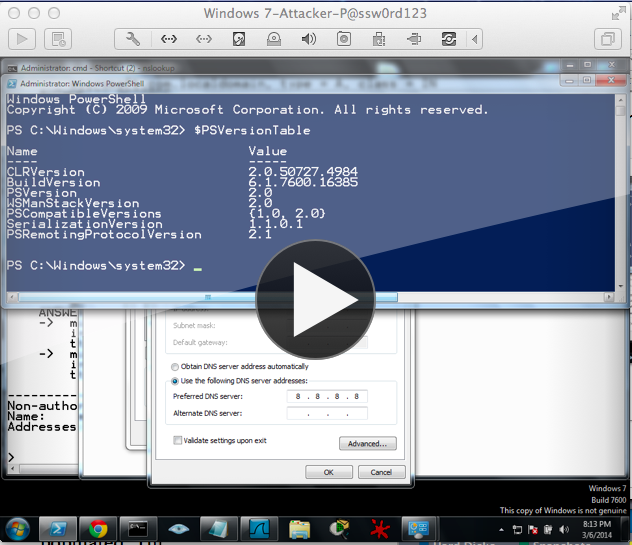 Windows 7-Attacker-P@ssw0rd123
Administrator: cmd - Shortcut (2) - nslookup
Administrator: Windows PowerShell
Windows PowerShell
Copyright (C) 2009 Microsoft Corporation. All rights reserved.
PS C:\Windows\system32> $PSVersionTable
Name Value
---- -----
CLRVersion 2.0.50727.4984
BuildVersion 6.1.7600.16385
PSVersion 2.0
WSManStackVersion 2.0
PSCompatibleVersions {1.0, 2.0}
SerializationVersion 1.1.0.1
PSRemotingProtocolVersion 2.1
PS C:\Windows\system32>
ANSWE
-> m
i
t
-> m
i
t
Subnet mask:
Default gateway:
Obtain DNS server address automatically
Use the following DNS server addresses:
Preferred DNS server: 8 . 8 . 8 . 8
Alternate DNS server: . . .
Validate settings upon exit
Advanced...
OK Cancel
------------
Non-autho
Name:
Addresses
>
Windows 7
Build 7600
This copy of Windows is not genuine
8:13 PM
3/6/2014